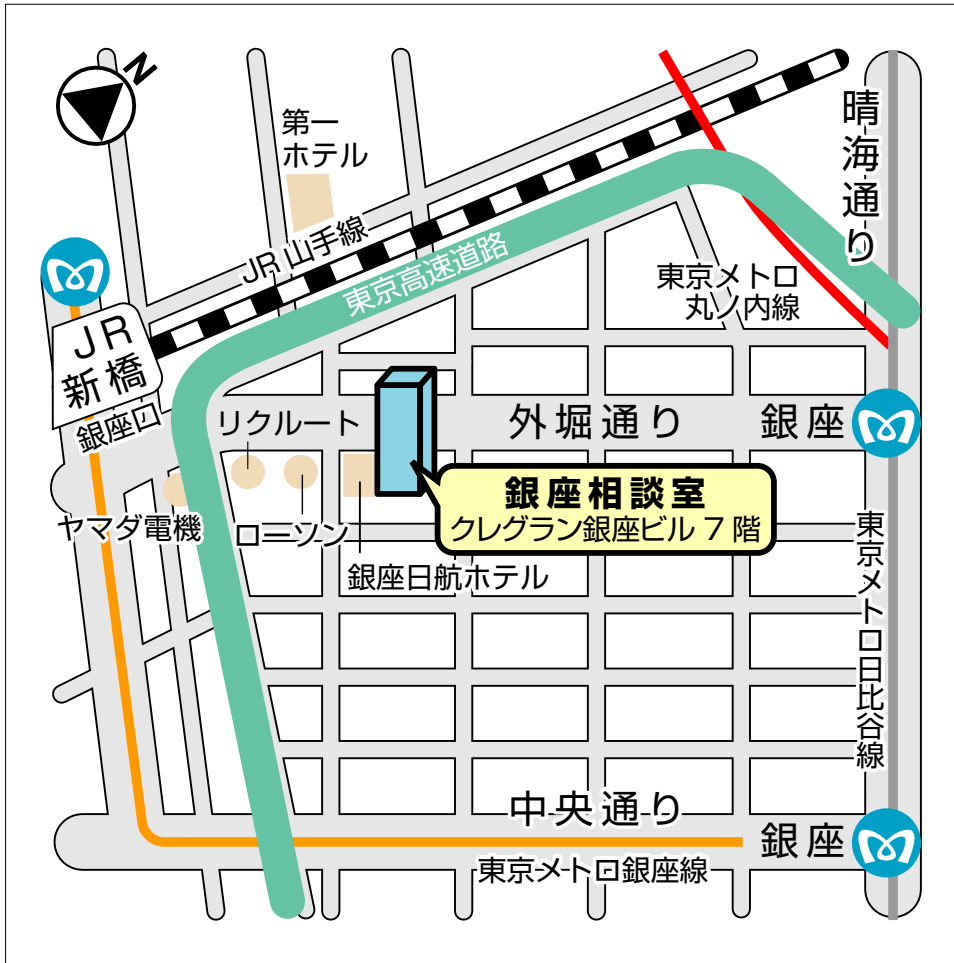 N
第一
ホテル
晴海通り
JR山手線
東京高速道路
東京メトロ
丸ノ内線
JR
新橋
銀座口
リクルート
外堀通り
銀座
銀座相談室
クレグラン銀座ビル 7 階
ヤマダ電機
ローソン
銀座日航ホテル
東京メトロ日比谷線
中央通り
銀座
東京メトロ銀座線